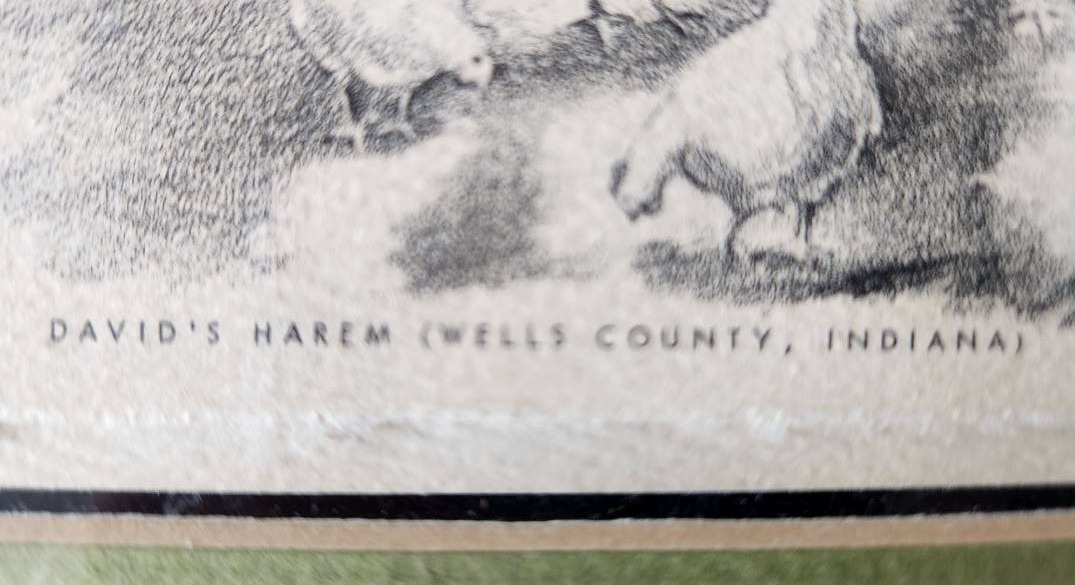 DAVID'S HAREM (WELLS COUNTY, INDIANA)